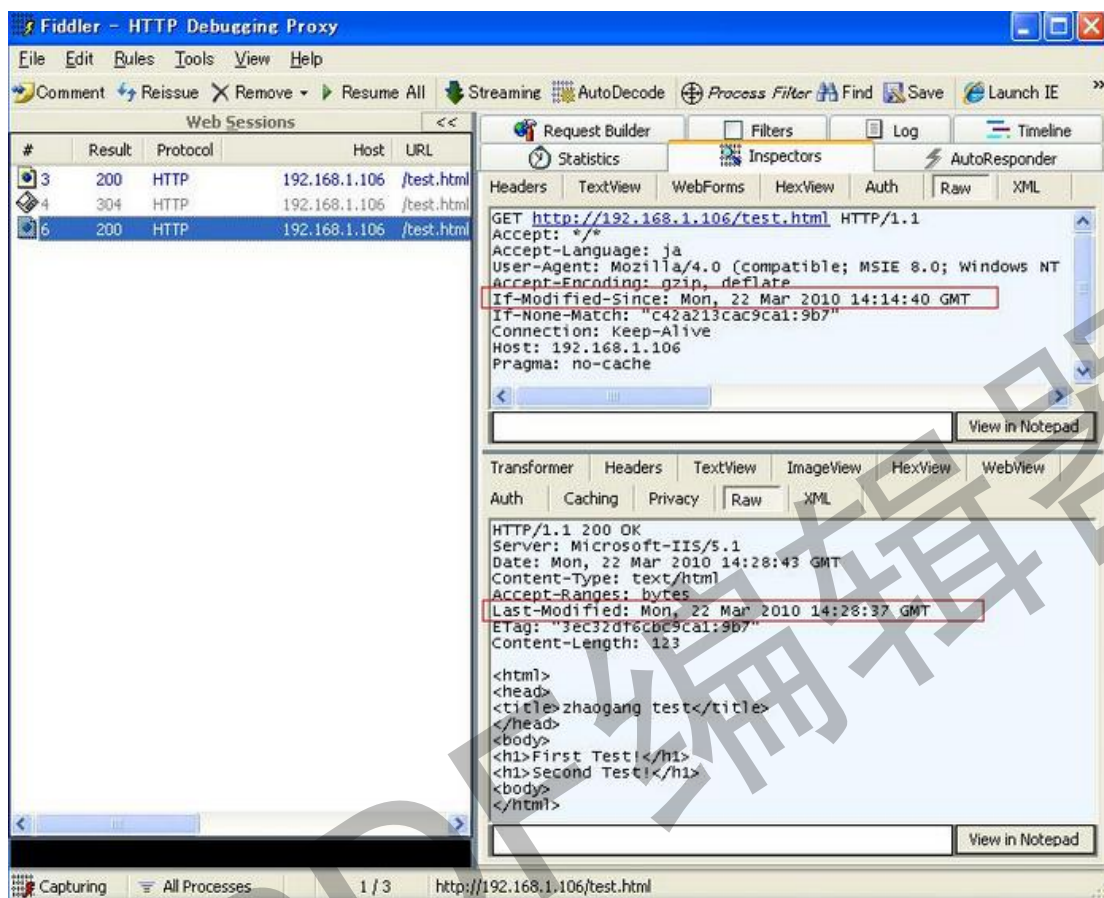 Fiddler - HTTP Debugging Proxy
File Edit Rules Tools View Help
Comment Reissue Remove Resume All Streaming AutoDecode Process Filter Find Save Launch IE »
Web Sessions <<
# Result Protocol Host URL
3 200 HTTP 192.168.1.106 /test.html
4 304 HTTP 192.168.1.106 /test.html
6 200 HTTP 192.168.1.106 /test.html
Request Builder Filters Log Timeline
Statistics Inspectors AutoResponder
Headers TextView WebForms HexView Auth Raw XML
GET http://192.168.1.106/test.html HTTP/1.1
Accept: */*
Accept-Language: ja
User-Agent: Mozilla/4.0 (compatible; MSIE 8.0; Windows NT
Accept-Encoding: gzip, deflate
If-Modified-Since: Mon, 22 Mar 2010 14:14:40 GMT
If-None-Match: "c42a213cac9ca1:9b7"
Connection: Keep-Alive
Host: 192.168.1.106
Pragma: no-cache
View in Notepad
Transformer Headers TextView ImageView HexView WebView
Auth Caching Privacy Raw XML
HTTP/1.1 200 OK
Server: Microsoft-IIS/5.1
Date: Mon, 22 Mar 2010 14:28:43 GMT
Content-Type: text/html
Accept-Ranges: bytes
Last-Modified: Mon, 22 Mar 2010 14:28:37 GMT
ETag: "3ec32df6cbc9ca1:9b7"
Content-Length: 123
<html>
<head>
<title>zhaogang test</title>
</head>
<body>
<h1>First Test!</h1>
<h1>Second Test!</h1>
<body>
</html>
View in Notepad
Capturing All Processes 1 / 3 http://192.168.1.106/test.html
DF编辑